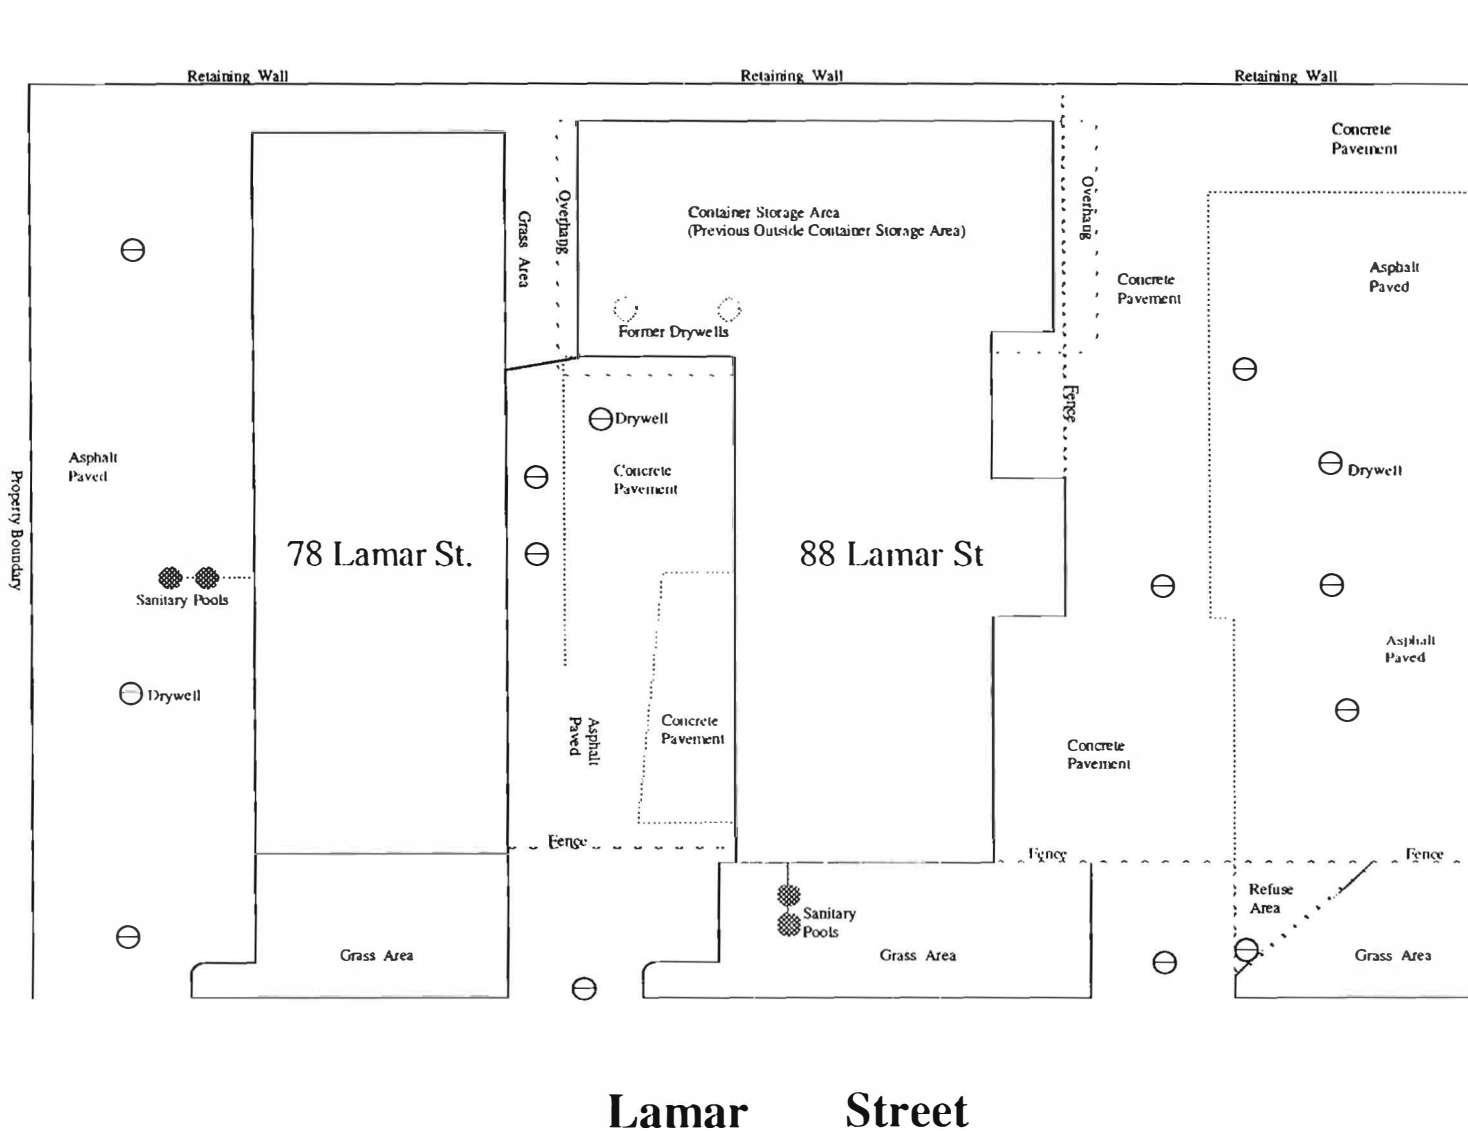 Retaining Wall
Retaining Wall
Retaining Wall
Concrete
Pavement
Overhang
Grass Area
Container Storage Area
(Previous Outside Container Storage Area)
Overhang
Concrete
Pavement
Asphalt
Paved
Former Drywells
Fence
Drywell
Asphalt
Paved
Concrete
Pavement
Drywell
Property Boundary
78 Lamar St.
88 Lamar St
Sanitary Pools
Drywell
Asphalt
Paved
Asphalt
Paved
Concrete
Pavement
Concrete
Pavement
Fence
Fence
Fence
Refuse
Area
Sanitary
Pools
Grass Area
Grass Area
Grass Area
Lamar Street